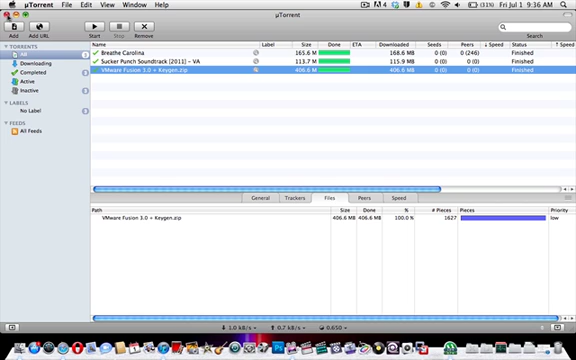 µTorrent File Edit View Window Help 4 (31%) Fri Jul 1 9:36 AM
µTorrent
Add Add URL Start Stop Remove
TORRENTS
All
Downloading
Completed
Active
Inactive
LABELS
No Label
FEEDS
All Feeds
Name Label Size Done ETA Downloaded Seeds Peers ↓ Speed Status ↑ Speed
Breathe Carolina 165.6 M 168.6 MB 0 (0) 0 (246) Finished
Sucker Punch Soundtrack [2011] - VA 113.7 M 115.9 MB 0 (0) 0 (0) Finished
VMware Fusion 3.0 + Keygen.zip 406.6 M 406.6 MB 0 (0) 0 (0) Finished
General Trackers Files Peers Speed
Path Size Done % # Pieces Pieces Priority
VMware Fusion 3.0 + Keygen.zip 406.6 MB 406.6 MB 100.0 % 1627 low
↓ 1.0 kB/s ↑ 0.7 kB/s 0.650